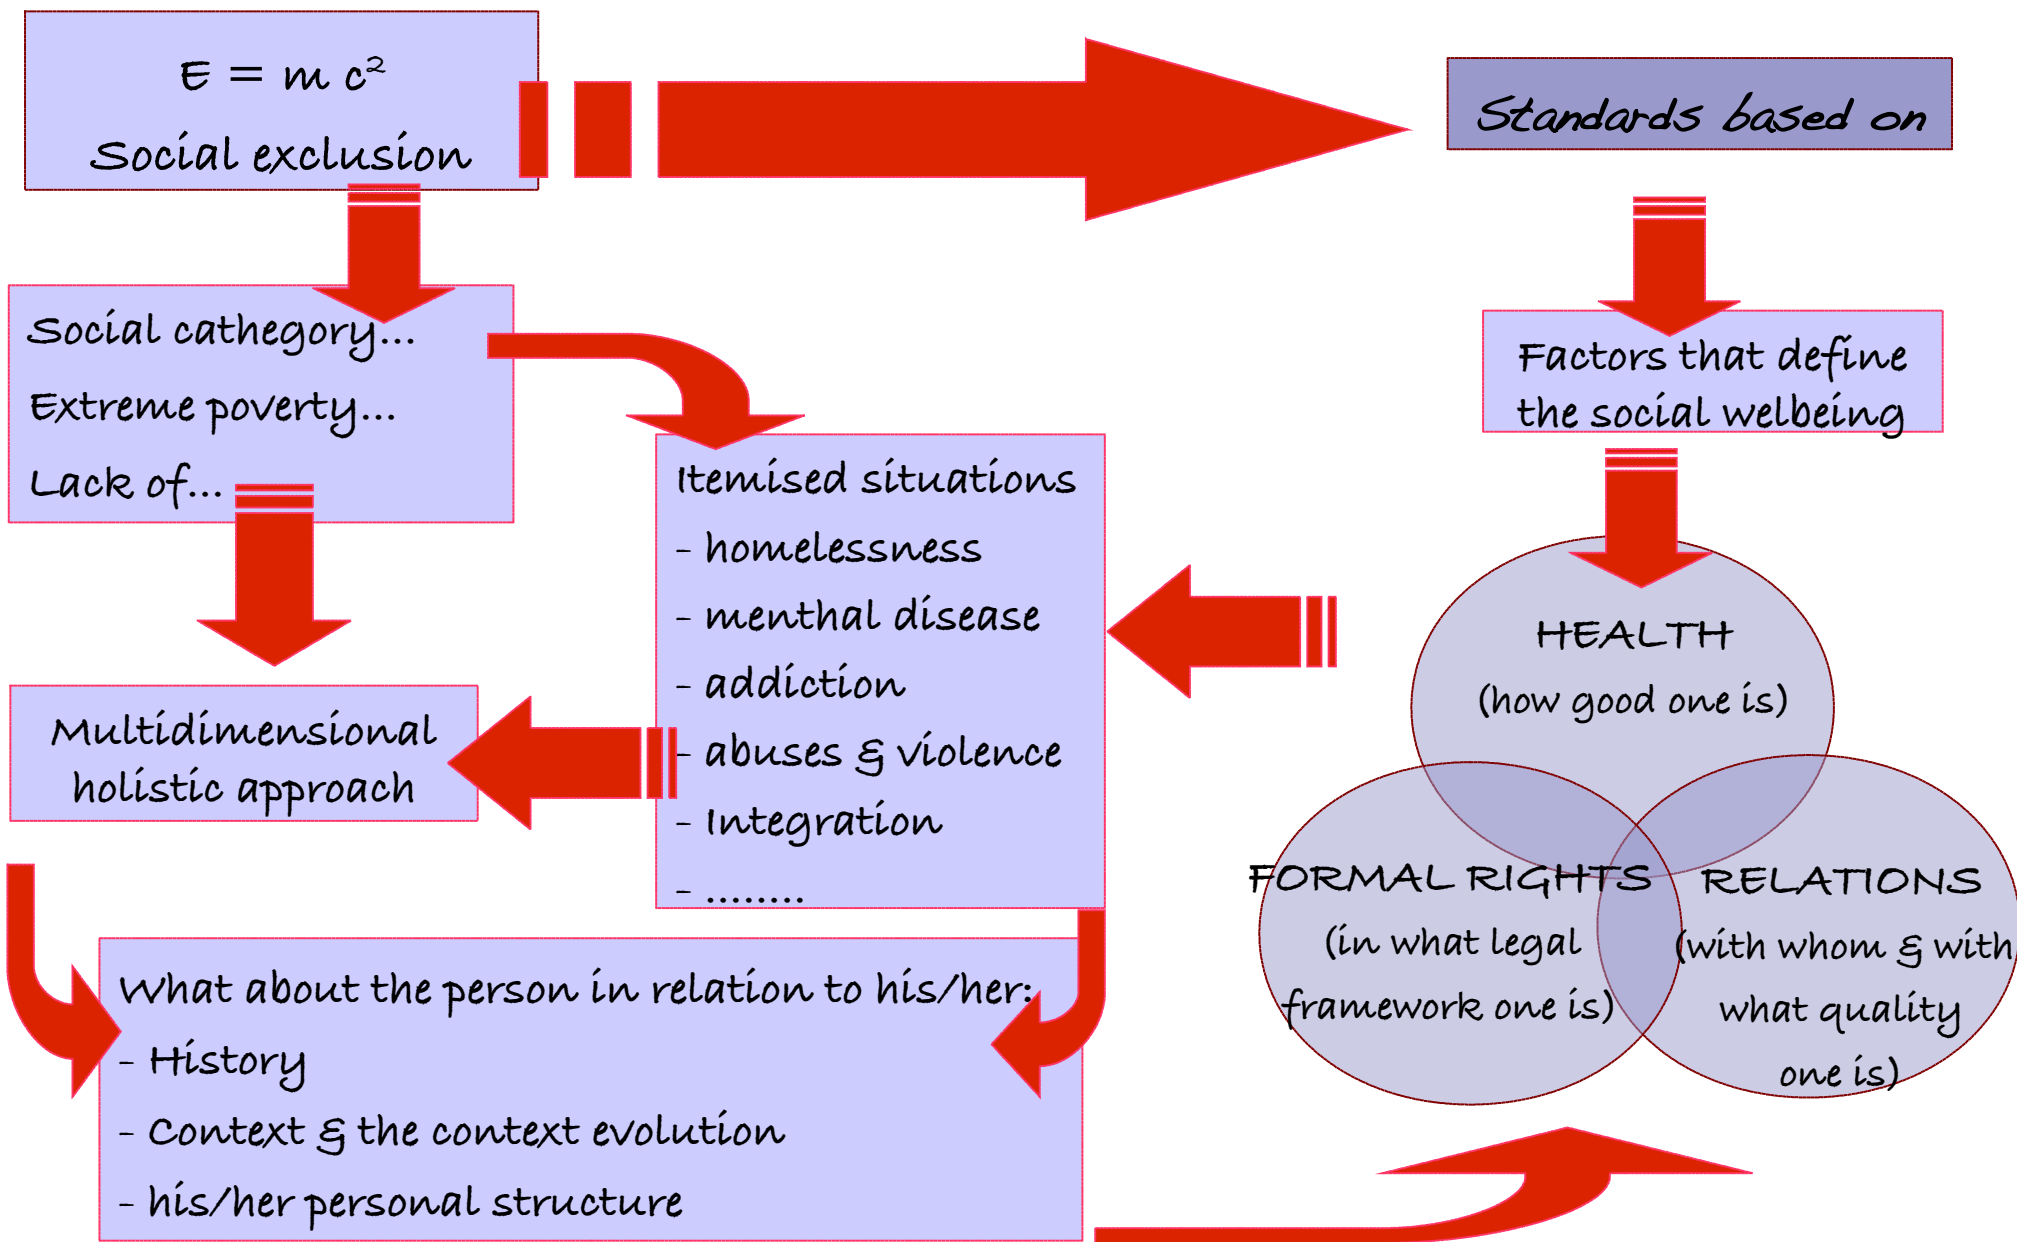 E = m c²
Social exclusion
Standards based on
Social cathegory...
Extreme poverty...
Lack of...
Factors that define
the social welbeing
Itemised situations
- homelessness
- menthal disease
- addiction
- abuses & violence
- Integration
- ........
HEALTH
(how good one is)
Multidimensional
holistic approach
FORMAL RIGHTS
(in what legal
framework one is)
RELATIONS
(with whom & with
what quality
one is)
What about the person in relation to his/her:
- History
- Context & the context evolution
- his/her personal structure